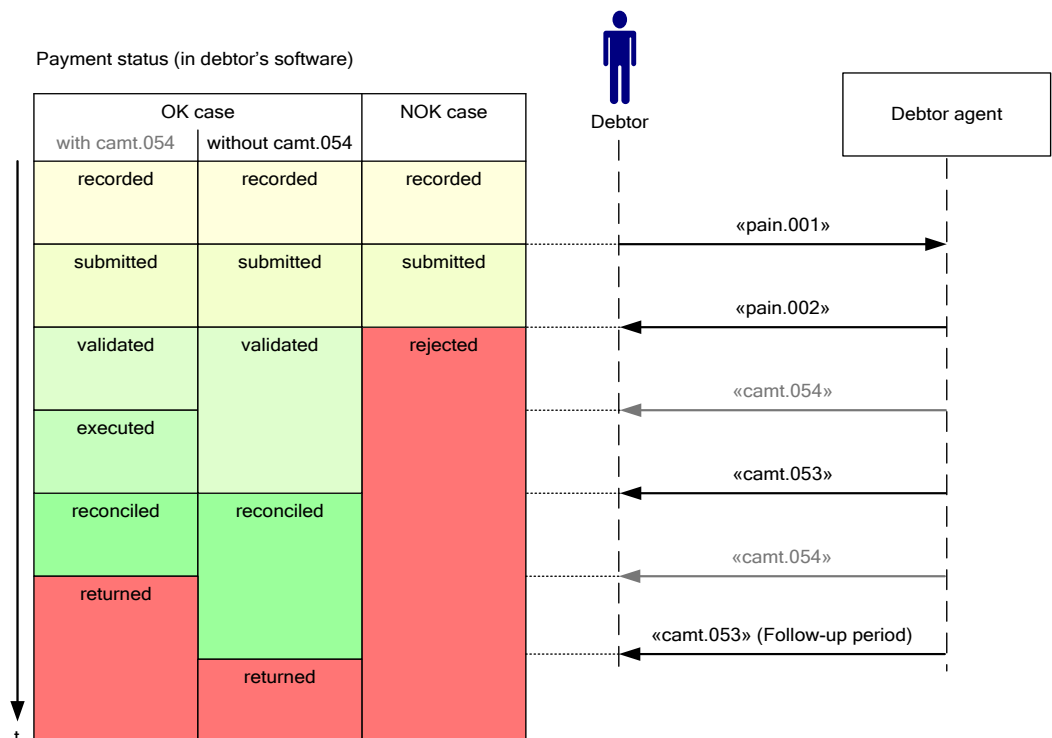 Payment status (in debtor's software)
OK case
NOK case
with camt.054
without camt.054
Debtor
Debtor agent
recorded
recorded
recorded
«pain.001»
submitted
submitted
submitted
«pain.002»
validated
validated
rejected
«camt.054»
executed
«camt.053»
reconciled
reconciled
«camt.054»
returned
«camt.053» (Follow-up period)
returned
t